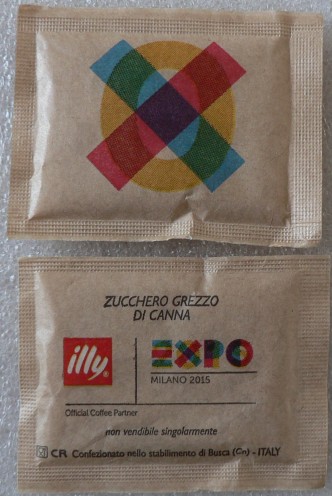 ZUCCHERO GREZZO
DI CANNA
illy
EXPO
MILANO 2015
Official Coffee Partner
non vendibile singolarmente
CR Confezionato nello stabilimento di Busca (Cn) - ITALY